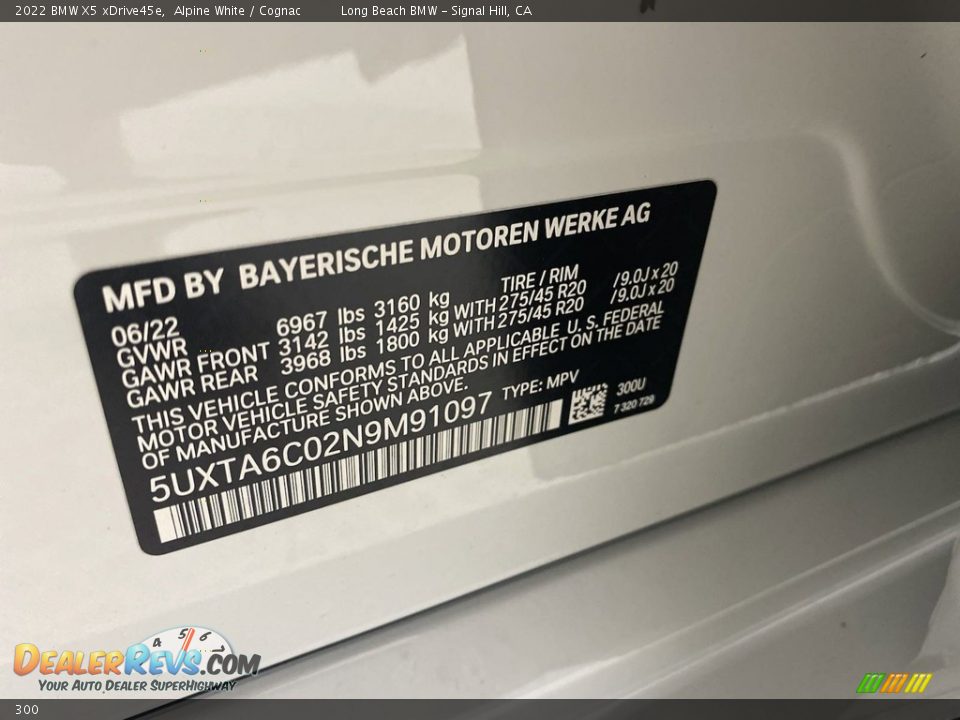 2022 BMW X5 xDrive45e, Alpine White / Cognac Long Beach BMW - Signal Hill, CA
MFD BY BAYERISCHE MOTOREN WERKE AG
06/22 TIRE / RIM
GVWR 6967 lbs 3160 kg
GAWR FRONT 3142 lbs 1425 kg WITH 275/45 R20 /9.0J x 20
GAWR REAR 3968 lbs 1800 kg WITH 275/45 R20 /9.0J x 20
THIS VEHICLE CONFORMS TO ALL APPLICABLE U. S. FEDERAL
MOTOR VEHICLE SAFETY STANDARDS IN EFFECT ON THE DATE
OF MANUFACTURE SHOWN ABOVE.
5UXTA6C02N9M91097 TYPE: MPV
300U
7 320 729
4 5 6
DEALERREVS.COM
YOUR AUTO DEALER SUPERHIGHWAY
300